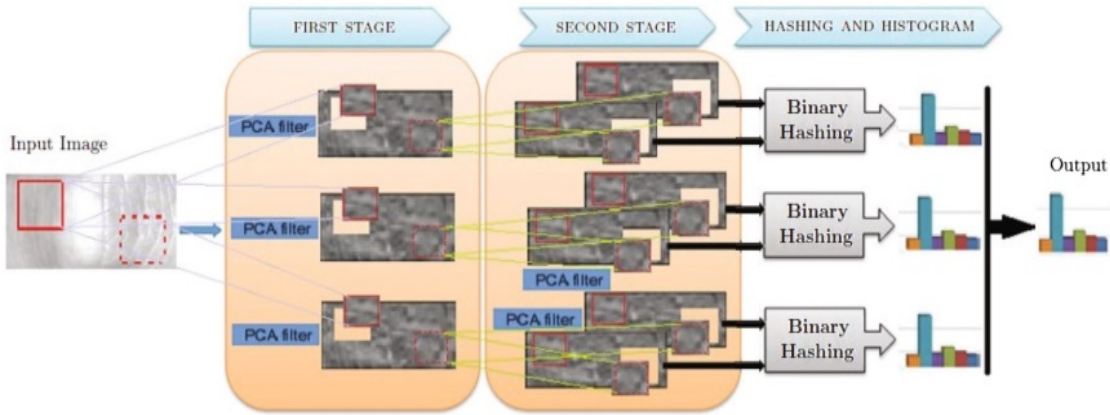 FIRST STAGE
SECOND STAGE
HASHING AND HISTOGRAM
Input Image
PCA filter
PCA filter
PCA filter
PCA filter
PCA filter
Binary
Hashing
Binary
Hashing
Binary
Hashing
Output